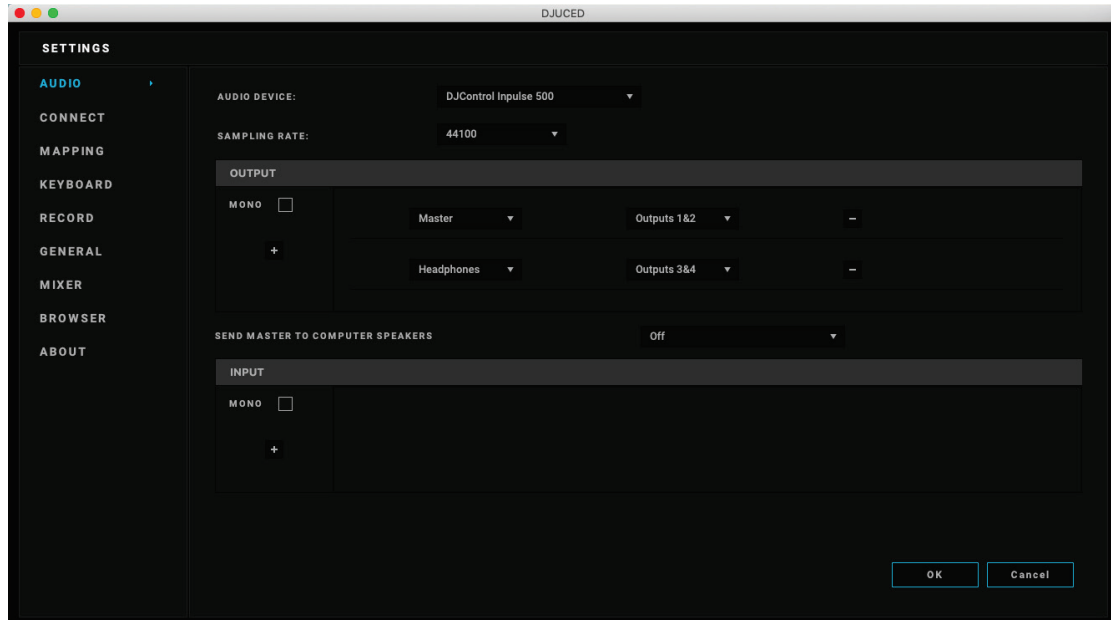 DJUCED
SETTINGS
AUDIO
CONNECT
MAPPING
KEYBOARD
RECORD
GENERAL
MIXER
BROWSER
ABOUT
AUDIO DEVICE: DJControl Inpulse 500
SAMPLING RATE: 44100
OUTPUT
MONO
+
Master Outputs 1&2 −
Headphones Outputs 3&4 −
SEND MASTER TO COMPUTER SPEAKERS Off
INPUT
MONO
+
OK Cancel